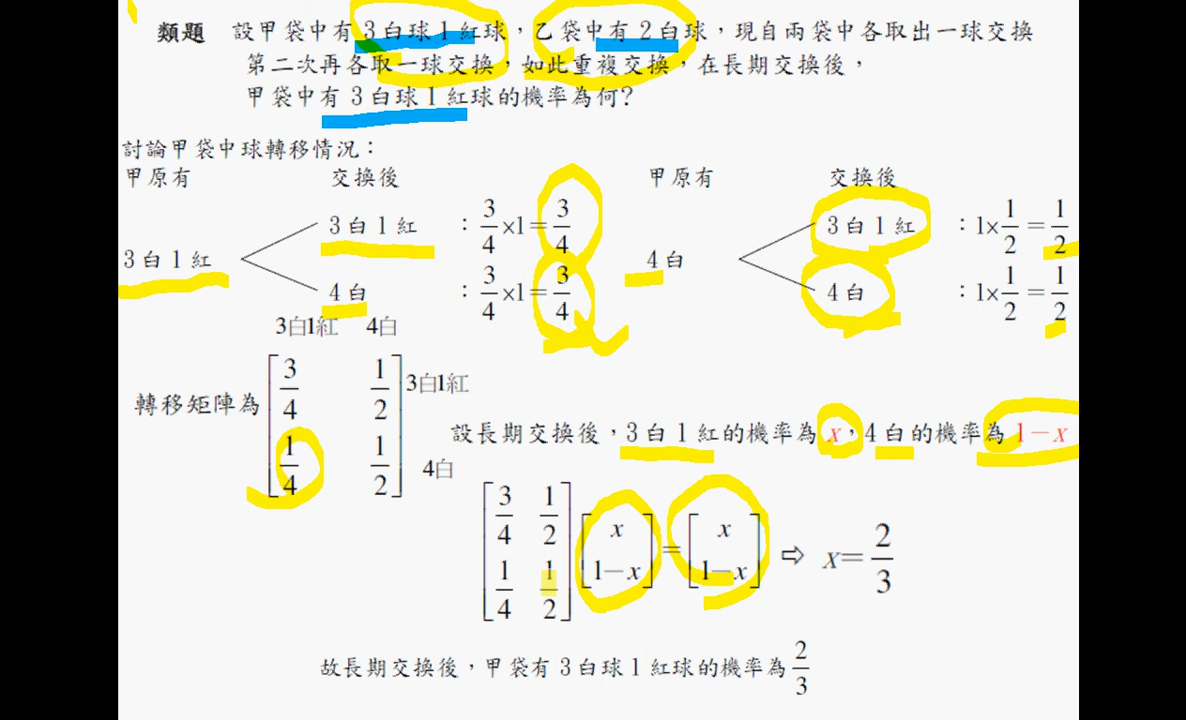 類題 設甲袋中有 3 白球 1 紅球，乙袋中有 2 白球，現自兩袋中各取出一球交換
第二次再各取一球交換，如此重複交換，在長期交換後，
甲袋中有 3 白球 1 紅球的機率為何？
討論甲袋中球轉移情況：
甲原有 交換後 甲原有 交換後
3 白 1 紅 : 3/4 ×1= 3/4 3 白 1 紅 : 1× 1/2 = 1/2
3 白 1 紅 4 白
4 白 : 3/4 ×1= 3/4 4 白 : 1× 1/2 = 1/2
3白1紅 4白
轉移矩陣為 [ 3/4 1/2 ] 3白1紅
[ 1/4 1/2 ] 4白
設長期交換後，3 白 1 紅的機率為 x，4 白的機率為 1－x
[ 3/4 1/2 ; 1/4 1/2 ] [ x ; 1－x ] = [ x ; 1－x ] ⇨ x= 2/3
故長期交換後，甲袋有 3 白球 1 紅球的機率為 2/3